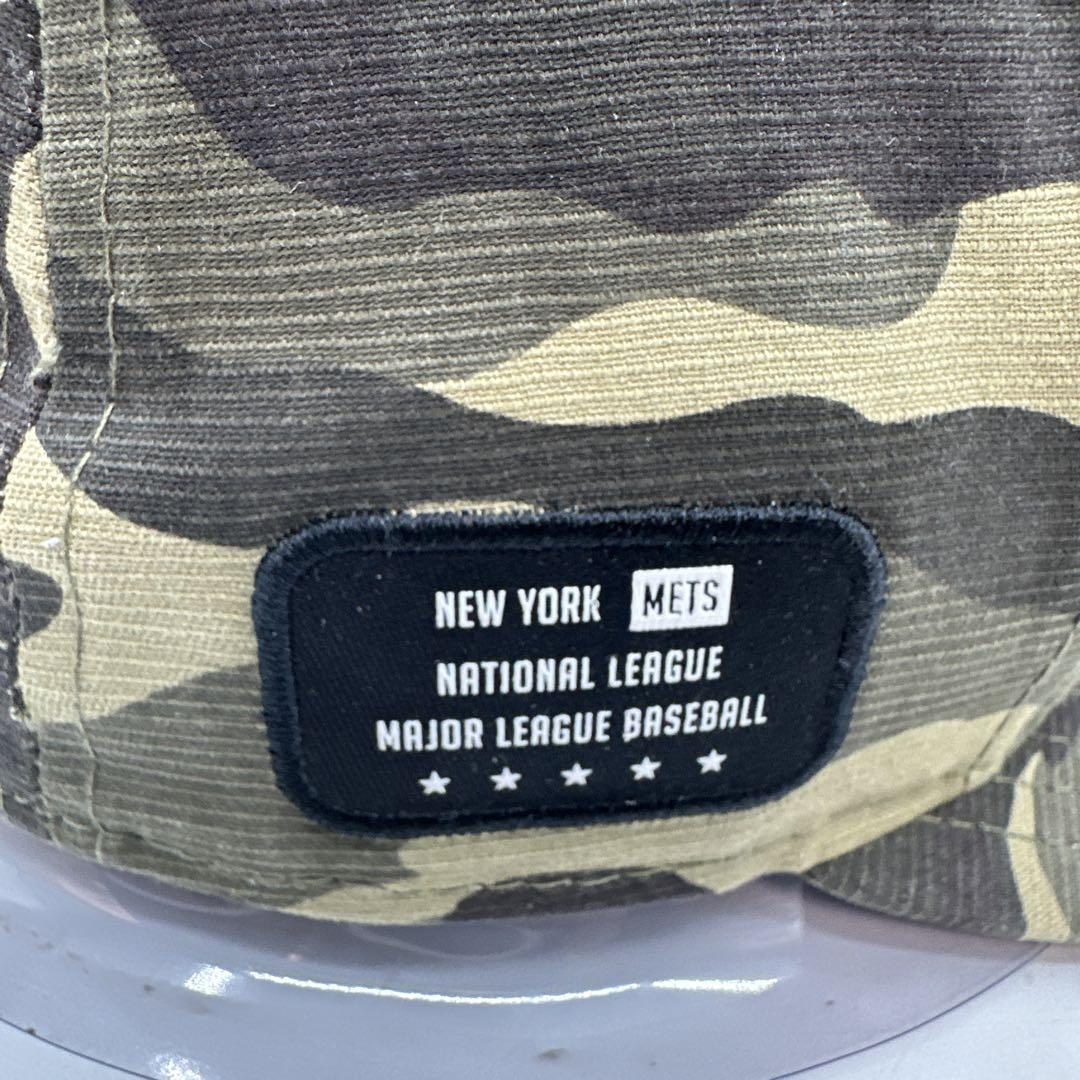 NEW YORK METS
NATIONAL LEAGUE
MAJOR LEAGUE BASEBALL